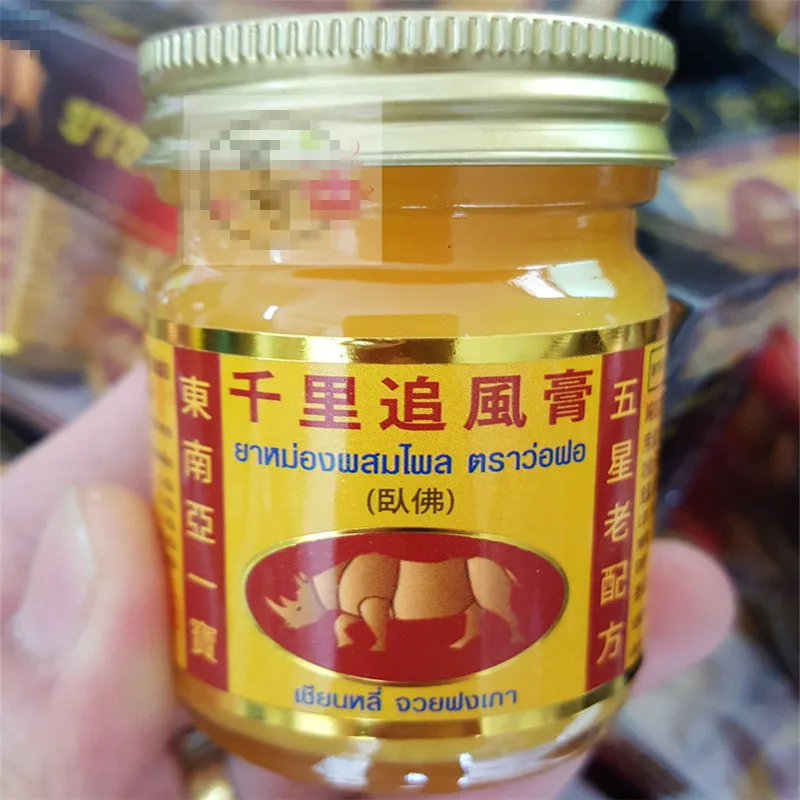 千里追風膏
ยาหม่องผสมไพล ตราว่อฝอ
(臥佛)
เชียนหลี่ จวยฟงเกา
東南亞一寶
五星老配方